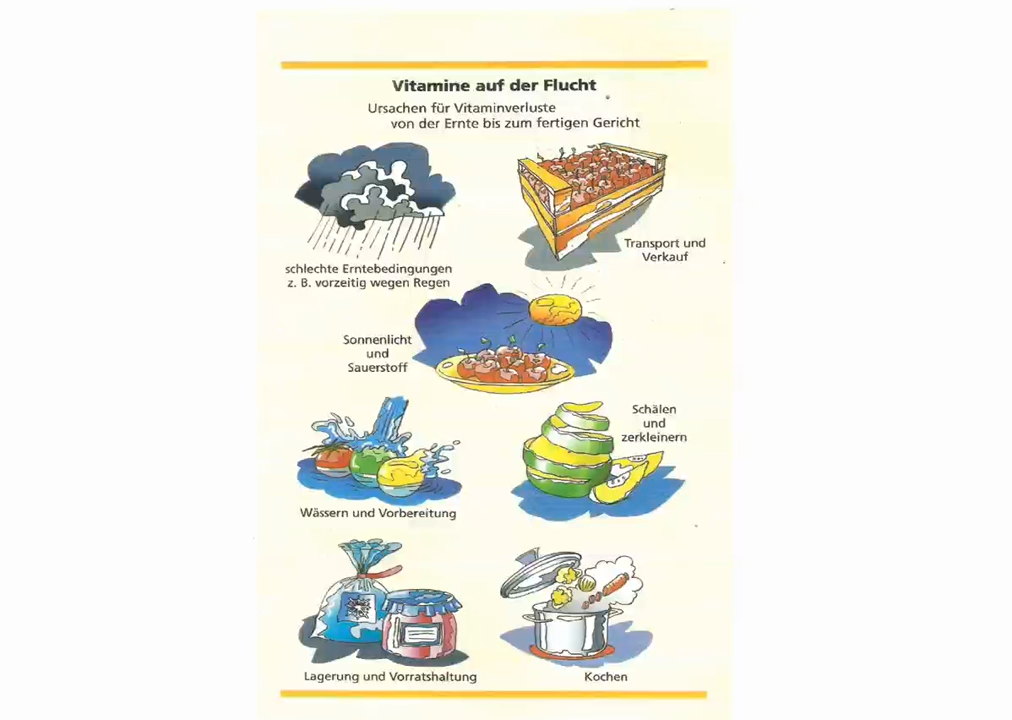 Vitamine auf der Flucht
Ursachen für Vitaminverluste
von der Ernte bis zum fertigen Gericht
schlechte Erntebedingungen
z. B. vorzeitig wegen Regen
Transport und
Verkauf
Sonnenlicht
und
Sauerstoff
Schälen
und
zerkleinern
Wässern und Vorbereitung
Lagerung und Vorratshaltung
Kochen